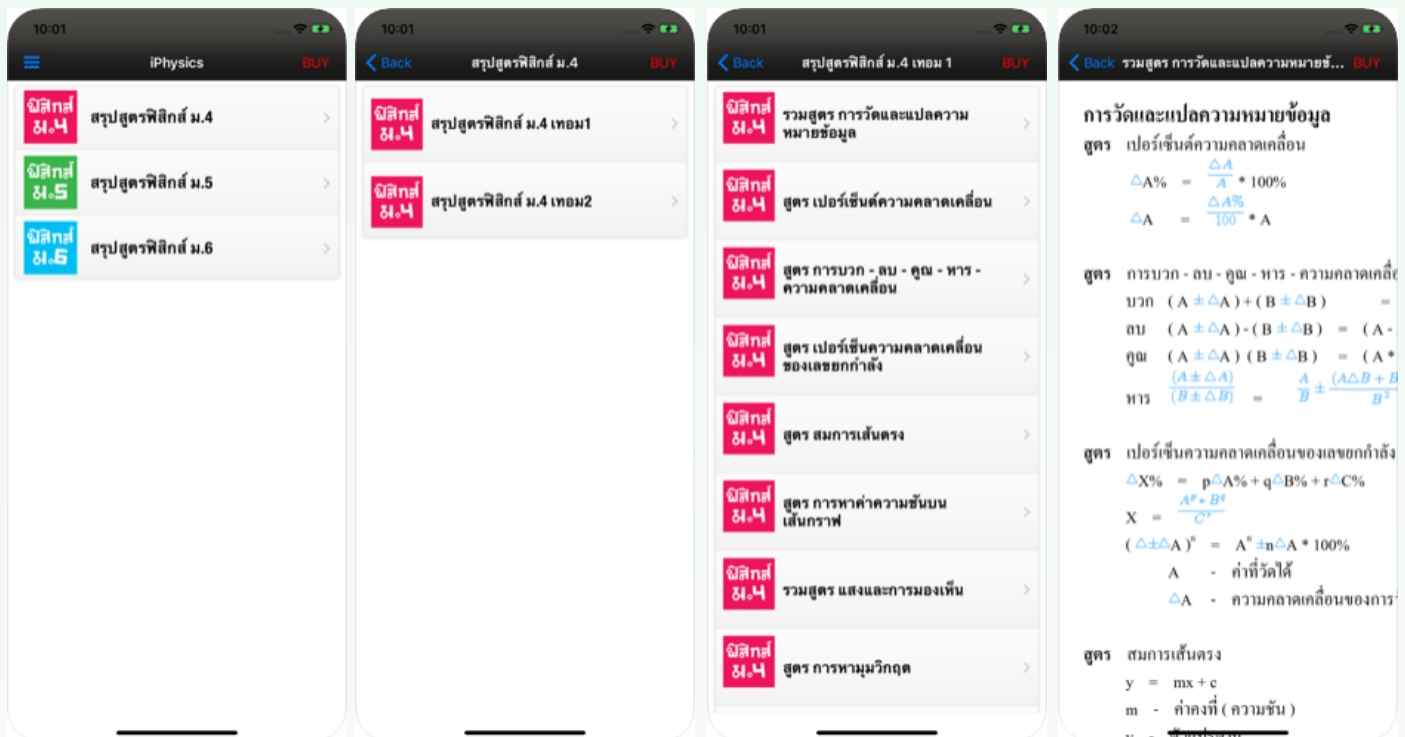 10:01
iPhysics
BUY
ฟิสิกส์
ม.4
สรุปสูตรฟิสิกส์ ม.4
ฟิสิกส์
ม.5
สรุปสูตรฟิสิกส์ ม.5
ฟิสิกส์
ม.6
สรุปสูตรฟิสิกส์ ม.6
10:01
Back
สรุปสูตรฟิสิกส์ ม.4
BUY
ฟิสิกส์
ม.4
สรุปสูตรฟิสิกส์ ม.4 เทอม1
ฟิสิกส์
ม.4
สรุปสูตรฟิสิกส์ ม.4 เทอม2
10:01
Back
สรุปสูตรฟิสิกส์ ม.4 เทอม 1
BUY
ฟิสิกส์
ม.4
รวมสูตร การวัดและแปลความ
หมายข้อมูล
ฟิสิกส์
ม.4
สูตร เปอร์เซ็นต์ความคลาดเคลื่อน
ฟิสิกส์
ม.4
สูตร การบวก - ลบ - คูณ - หาร -
ความคลาดเคลื่อน
ฟิสิกส์
ม.4
สูตร เปอร์เซ็นความคลาดเคลื่อน
ของเลขยกกำลัง
ฟิสิกส์
ม.4
สูตร สมการเส้นตรง
ฟิสิกส์
ม.4
สูตร การหาค่าความชันบน
เส้นกราฟ
ฟิสิกส์
ม.4
รวมสูตร แสงและการมองเห็น
ฟิสิกส์
ม.4
สูตร การหามุมวิกฤต
10:02
Back
รวมสูตร การวัดและแปลความหมายข้...
BUY
การวัดและแปลความหมายข้อมูล
สูตร เปอร์เซ็นต์ความคลาดเคลื่อน
△A% = △A/A * 100%
△A = △A%/100 * A
สูตร การบวก - ลบ - คูณ - หาร - ความคลาดเคลื่
บวก ( A ± △A ) + ( B ± △B ) =
ลบ ( A ± △A ) - ( B ± △B ) = ( A -
คูณ ( A ± △A ) ( B ± △B ) = ( A *
หาร (A ± △A)/(B ± △B) = A/B ± (A△B + B/B²
สูตร เปอร์เซ็นความคลาดเคลื่อนของเลขยกกำลัง
△X% = p△A% + q△B% + r△C%
X = Aᵖ * B^q/Cʳ
( △±△A )ⁿ = Aⁿ ±n△A * 100%
A - ค่าที่วัดได้
△A - ความคลาดเคลื่อนของการ
สูตร สมการเส้นตรง
y = mx + c
m - ค่าคงที่ ( ความชัน )